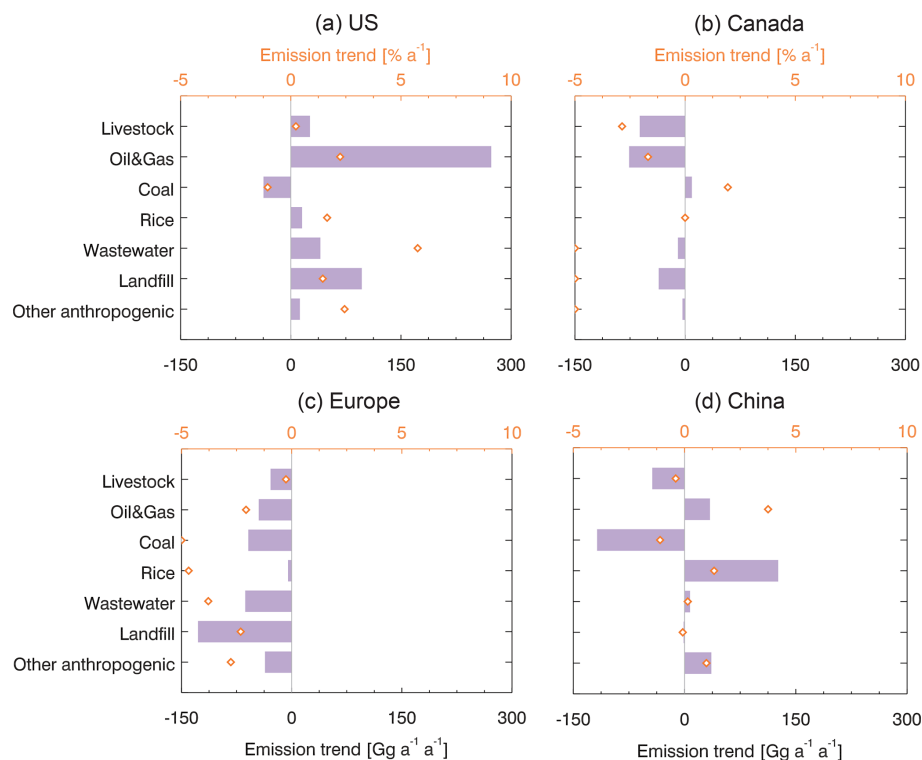 (a) US
(b) Canada
Emission trend [% a⁻¹]
Emission trend [% a⁻¹]
-5 0 5 10
-5 0 5 10
Livestock
Oil&Gas
Coal
Rice
Wastewater
Landfill
Other anthropogenic
-150 0 150 300
-150 0 150 300
(c) Europe
(d) China
-5 0 5 10
-5 0 5 10
Livestock
Oil&Gas
Coal
Rice
Wastewater
Landfill
Other anthropogenic
-150 0 150 300
-150 0 150 300
Emission trend [Gg a⁻¹ a⁻¹]
Emission trend [Gg a⁻¹ a⁻¹]